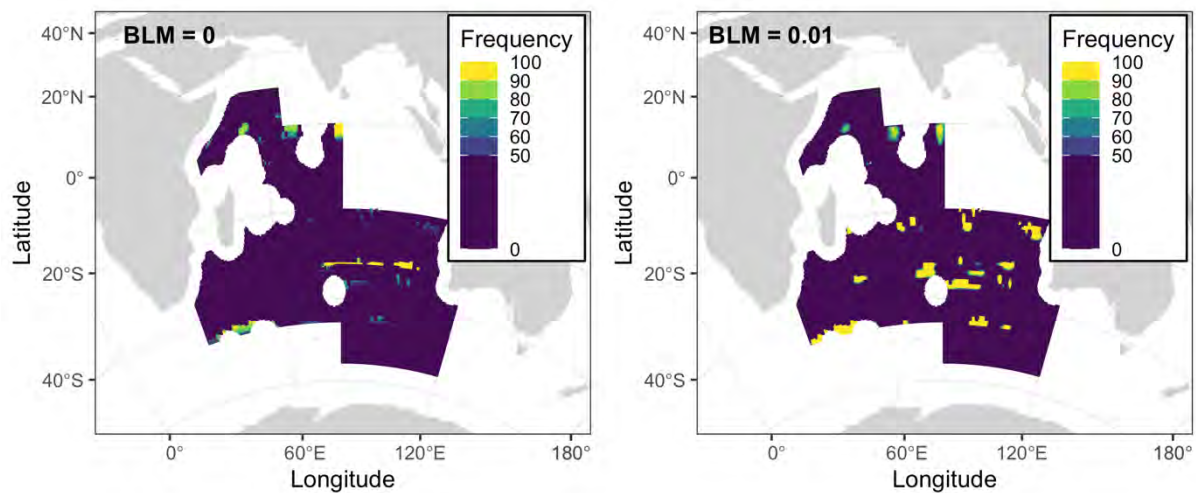 BLM = 0
Frequency
100
90
80
70
60
50
0
40°N
20°N
0°
20°S
40°S
Latitude
0°
60°E
120°E
180°
Longitude
BLM = 0.01
Frequency
100
90
80
70
60
50
0
40°N
20°N
0°
20°S
40°S
Latitude
0°
60°E
120°E
180°
Longitude